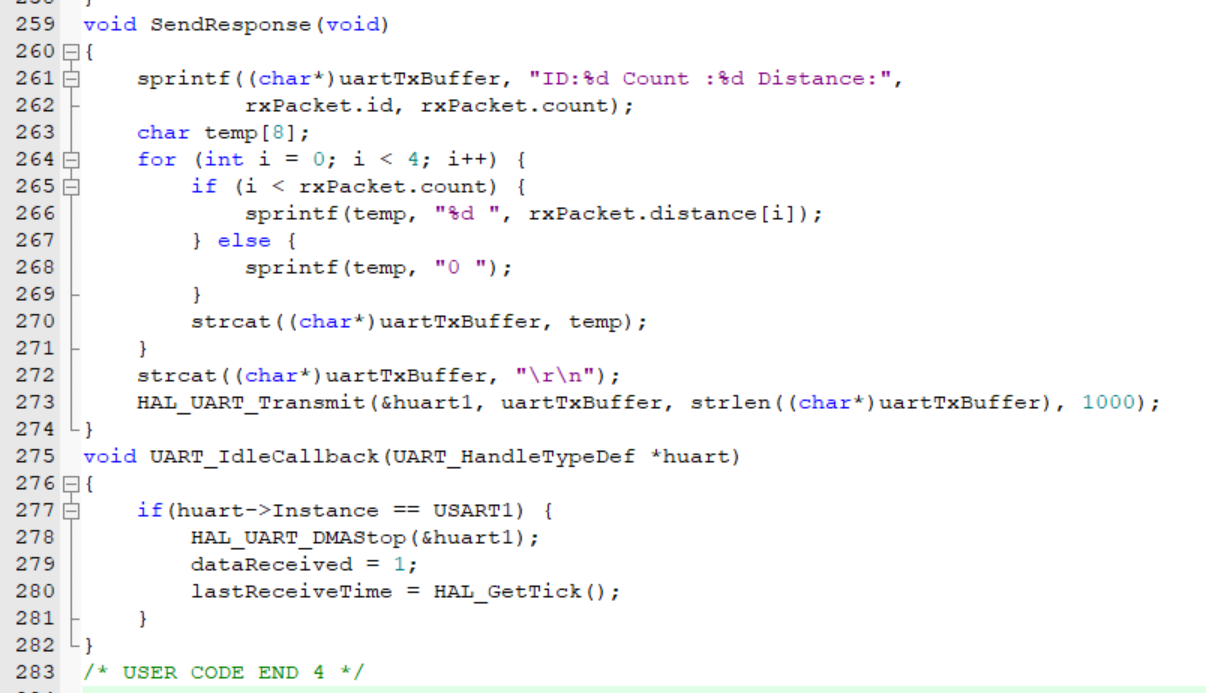 259 void SendResponse(void)
260 {
261 sprintf((char*)uartTxBuffer, "ID:%d Count :%d Distance:",
262 rxPacket.id, rxPacket.count);
263 char temp[8];
264 for (int i = 0; i < 4; i++) {
265 if (i < rxPacket.count) {
266 sprintf(temp, "%d ", rxPacket.distance[i]);
267 } else {
268 sprintf(temp, "0 ");
269 }
270 strcat((char*)uartTxBuffer, temp);
271 }
272 strcat((char*)uartTxBuffer, "\r\n");
273 HAL_UART_Transmit(&huart1, uartTxBuffer, strlen((char*)uartTxBuffer), 1000);
274 }
275 void UART_IdleCallback(UART_HandleTypeDef *huart)
276 {
277 if(huart->Instance == USART1) {
278 HAL_UART_DMAStop(&huart1);
279 dataReceived = 1;
280 lastReceiveTime = HAL_GetTick();
281 }
282 }
283 /* USER CODE END 4 */